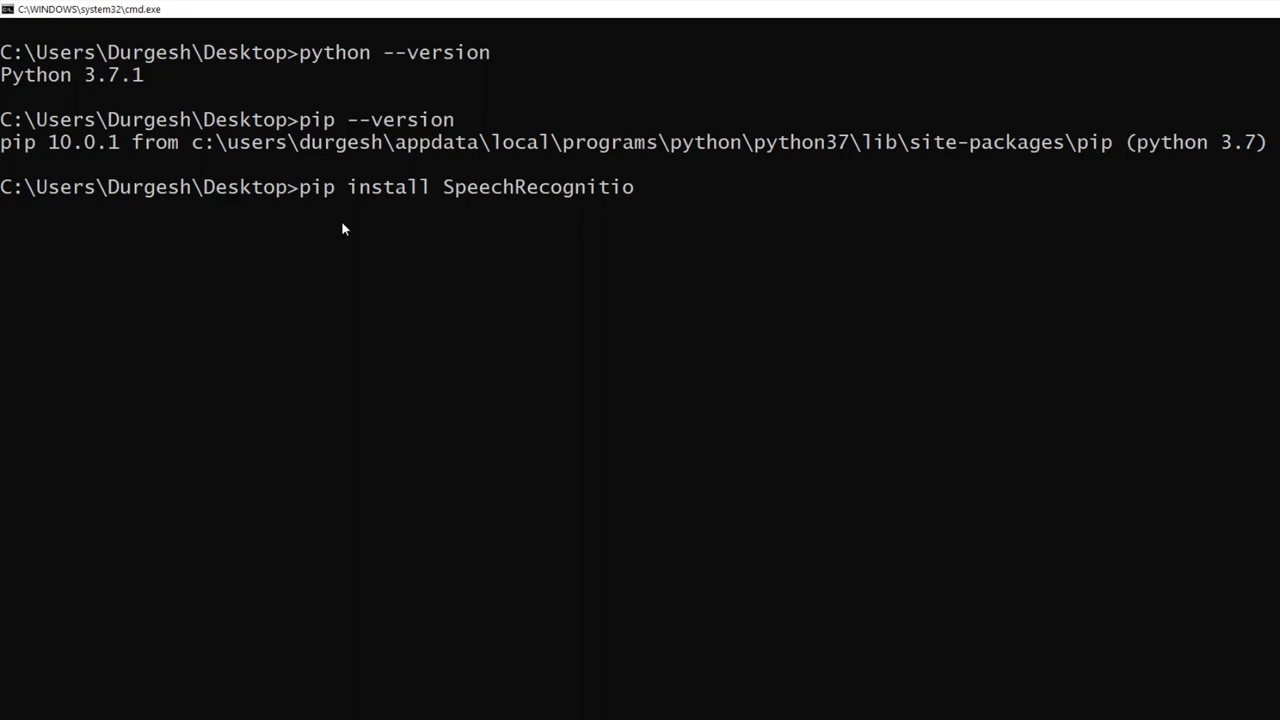 C:\WINDOWS\system32\cmd.exe
C:\Users\Durgesh\Desktop>python --version
Python 3.7.1
C:\Users\Durgesh\Desktop>pip --version
pip 10.0.1 from c:\users\durgesh\appdata\local\programs\python\python37\lib\site-packages\pip (python 3.7)
C:\Users\Durgesh\Desktop>pip install SpeechRecognitio